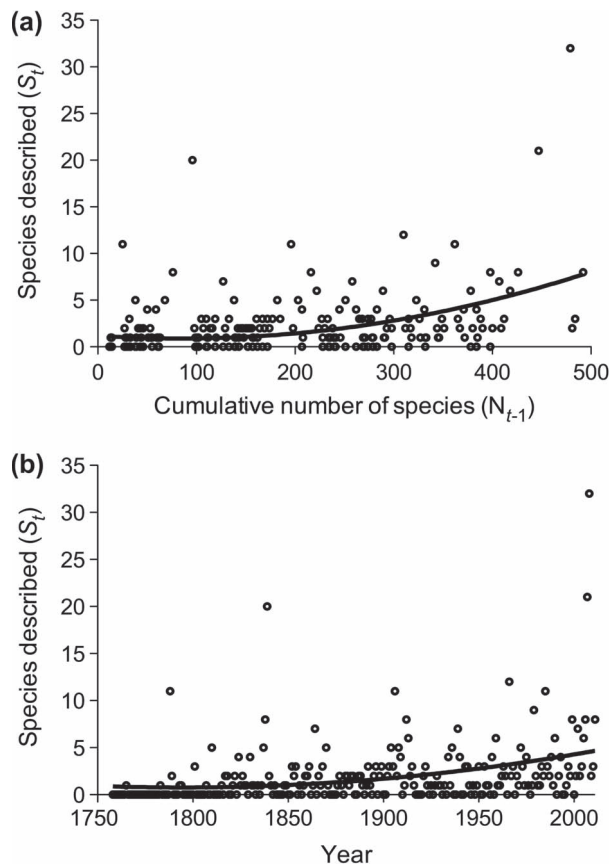 (a)
35
30
25
20
15
10
5
0
Species described (St)
0 100 200 300 400 500
Cumulative number of species (Nt-1)
(b)
35
30
25
20
15
10
5
0
Species described (St)
1750 1800 1850 1900 1950 2000
Year